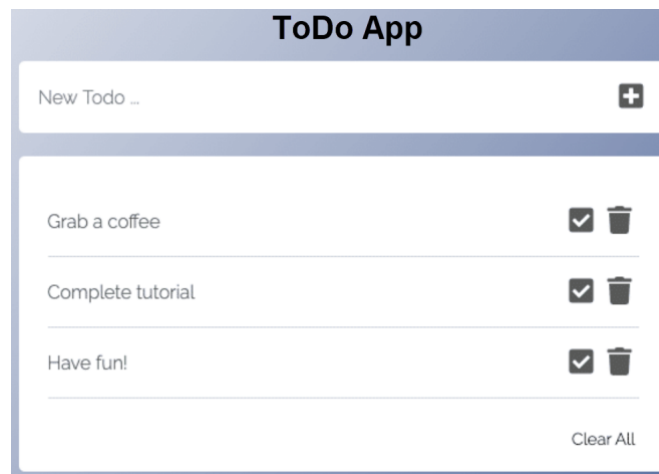 ToDo App
New Todo ...
Grab a coffee
Complete tutorial
Have fun!
Clear All